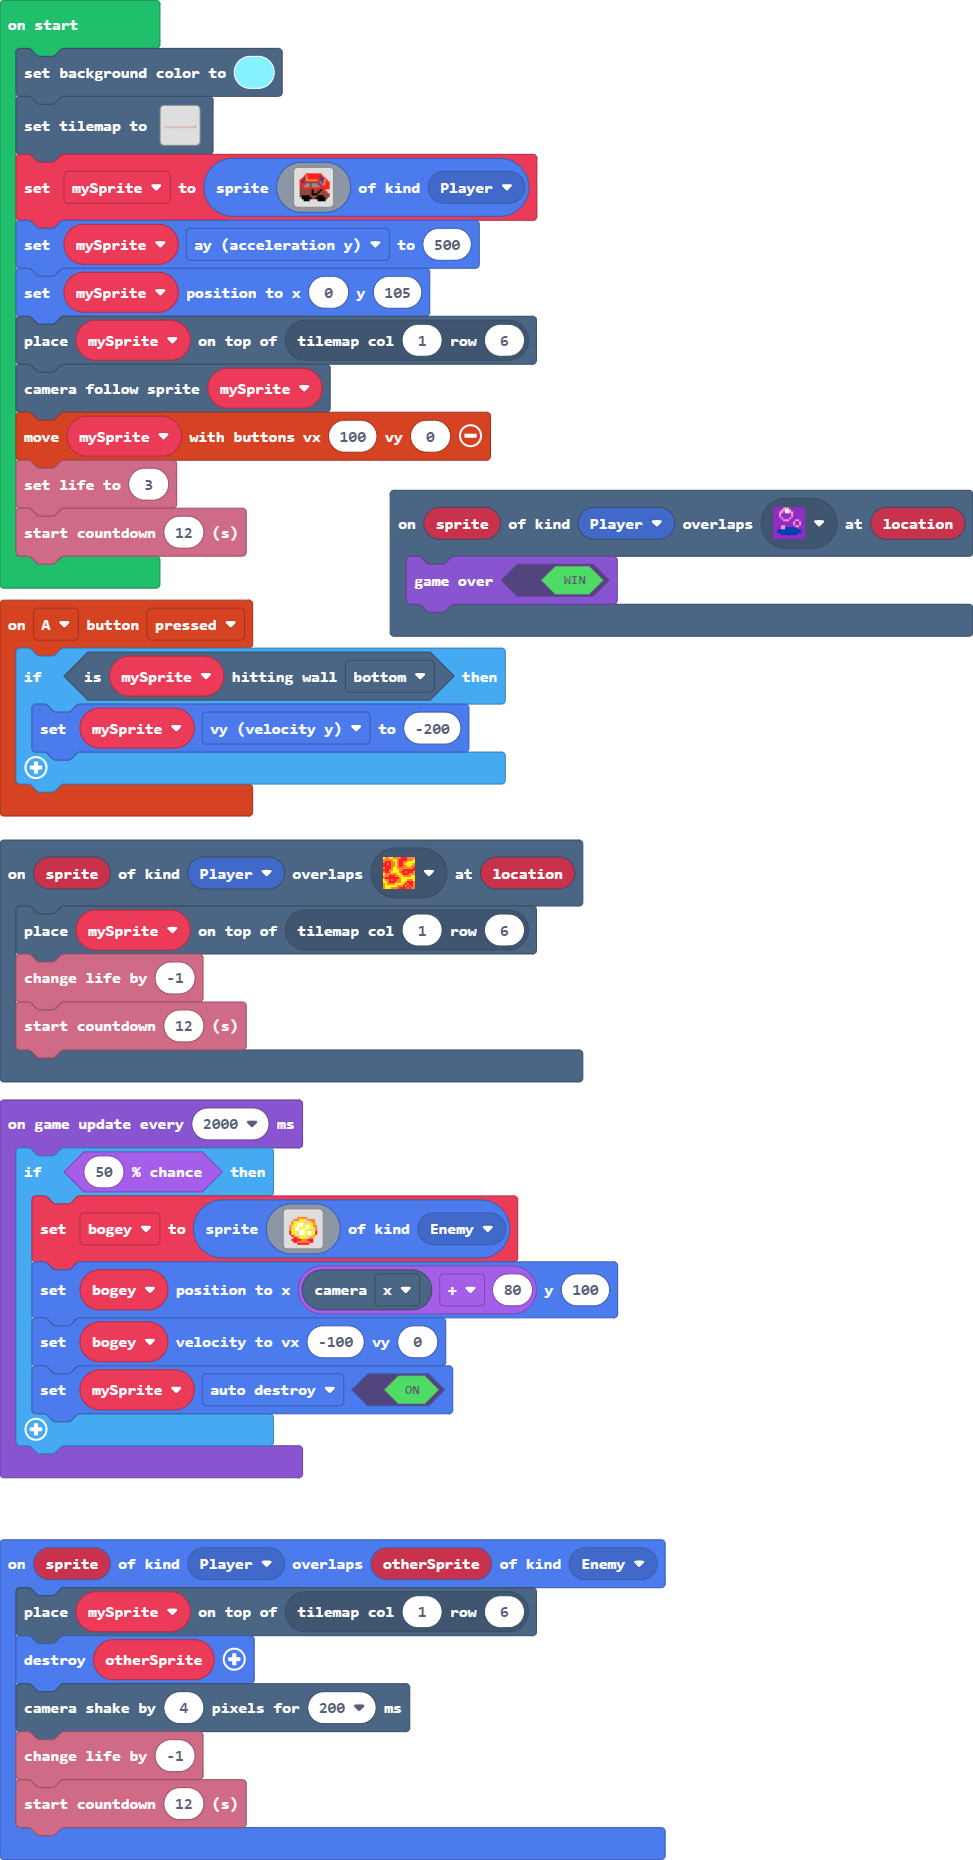 on start
set background color to
set tilemap to
set mySprite to sprite of kind Player
set mySprite ay (acceleration y) to 500
set mySprite position to x 0 y 105
place mySprite on top of tilemap col 1 row 6
camera follow sprite mySprite
move mySprite with buttons vx 100 vy 0
set life to 3
start countdown 12 (s)
on sprite of kind Player overlaps at location
game over WIN
on A button pressed
if is mySprite hitting wall bottom then
set mySprite vy (velocity y) to -200
on sprite of kind Player overlaps at location
place mySprite on top of tilemap col 1 row 6
change life by -1
start countdown 12 (s)
on game update every 2000 ms
if 50 % chance then
set bogey to sprite of kind Enemy
set bogey position to x camera x + 80 y 100
set bogey velocity to vx -100 vy 0
set mySprite auto destroy ON
on sprite of kind Player overlaps otherSprite of kind Enemy
place mySprite on top of tilemap col 1 row 6
destroy otherSprite
camera shake by 4 pixels for 200 ms
change life by -1
start countdown 12 (s)